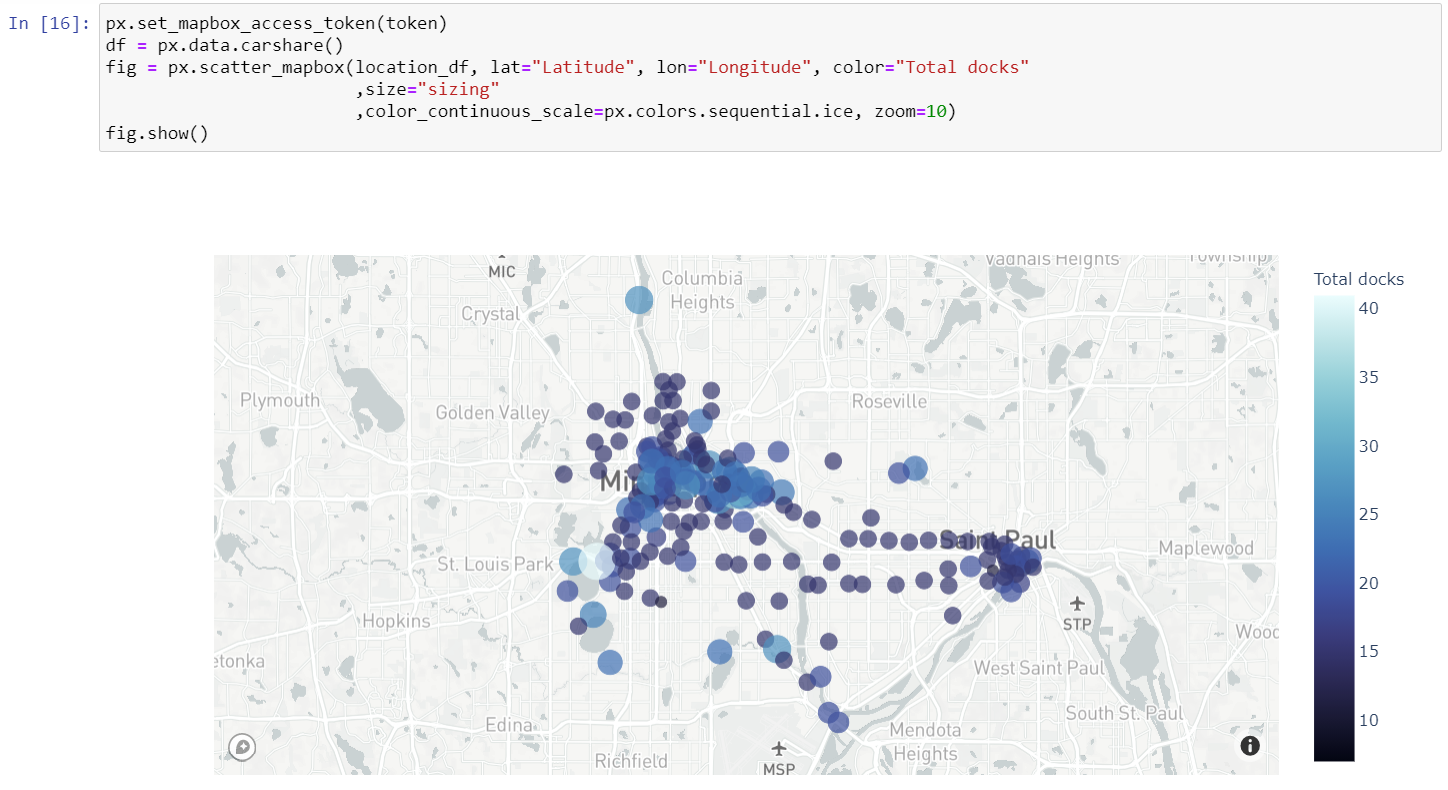 In [16]:
px.set_mapbox_access_token(token)
df = px.data.carshare()
fig = px.scatter_mapbox(location_df, lat="Latitude", lon="Longitude", color="Total docks"
,size="sizing"
,color_continuous_scale=px.colors.sequential.ice, zoom=10)
fig.show()
Vadnais Heights
Township
MIC
Columbia
Heights
Crystal
Plymouth
Golden Valley
Roseville
Min
Saint Paul
Maplewood
St. Louis Park
Hopkins
STP
Wood
etonka
West Saint Paul
South St. Paul
Edina
Mendota
Heights
Richfield
MSP
Total docks
40
35
30
25
20
15
10